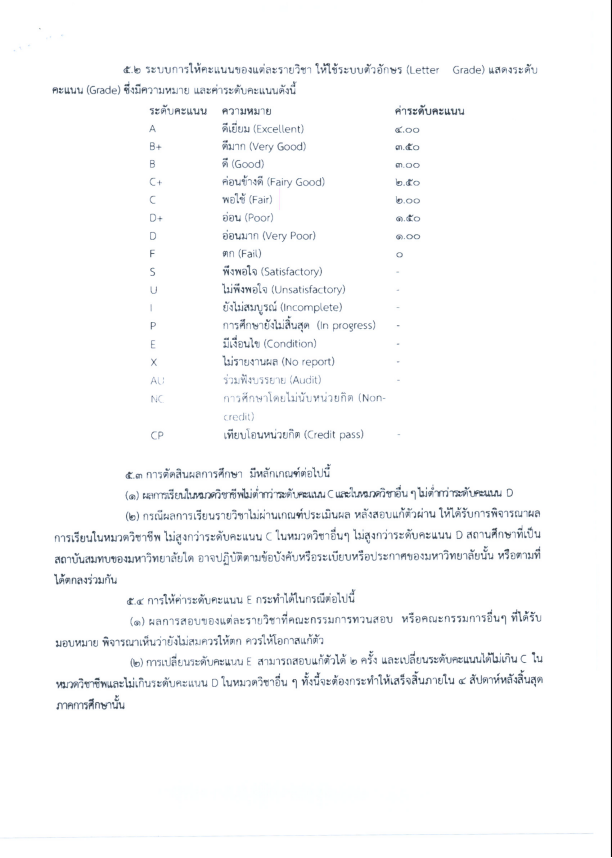 ๕.๒ ระบบการให้คะแนนของแต่ละรายวิชา ให้ใช้ระบบตัวอักษร (Letter Grade) แสดงระดับ
คะแนน (Grade) ซึ่งมีความหมาย และค่าระดับคะแนนดังนี้
ระดับคะแนน ความหมาย ค่าระดับคะแนน
A ดีเยี่ยม (Excellent) ๔.๐๐
B+ ดีมาก (Very Good) ๓.๕๐
B ดี (Good) ๓.๐๐
C+ ค่อนข้างดี (Fairy Good) ๒.๕๐
C พอใช้ (Fair) ๒.๐๐
D+ อ่อน (Poor) ๑.๕๐
D อ่อนมาก (Very Poor) ๑.๐๐
F ตก (Fail) ๐
S พึงพอใจ (Satisfactory) -
U ไม่พึงพอใจ (Unsatisfactory) -
I ยังไม่สมบูรณ์ (Incomplete) -
P การศึกษายังไม่สิ้นสุด (In progress) -
E มีเงื่อนไข (Condition) -
X ไม่รายงานผล (No report) -
AU ร่วมฟังบรรยาย (Audit) -
NC การศึกษาโดยไม่นับหน่วยกิต (Non-
credit)
CP เทียบโอนหน่วยกิต (Credit pass) -
๕.๓ การตัดสินผลการศึกษา มีหลักเกณฑ์ต่อไปนี้
(๑) ผลการเรียนในหมวดวิชาชีพไม่ต่ำกว่าระดับคะแนน C และในหมวดวิชาอื่น ๆ ไม่ต่ำกว่าระดับคะแนน D
(๒) กรณีผลการเรียนรายวิชาไม่ผ่านเกณฑ์ประเมินผล หลังสอบแก้ตัวผ่าน ให้ได้รับการพิจารณาผล
การเรียนในหมวดวิชาชีพ ไม่สูงกว่าระดับคะแนน C ในหมวดวิชาอื่นๆ ไม่สูงกว่าระดับคะแนน D สถานศึกษาที่เป็น
สถาบันสมทบของมหาวิทยาลัยใด อาจปฏิบัติตามข้อบังคับหรือระเบียบหรือประกาศของมหาวิทยาลัยนั้น หรือตามที่
ได้ตกลงร่วมกัน
๕.๔ การให้ค่าระดับคะแนน E กระทำได้ในกรณีต่อไปนี้
(๑) ผลการสอบของแต่ละรายวิชาที่คณะกรรมการทวนสอบ หรือคณะกรรมการอื่นๆ ที่ได้รับ
มอบหมาย พิจารณาเห็นว่ายังไม่สมควรให้ตก ควรให้โอกาสแก้ตัว
(๒) การเปลี่ยนระดับคะแนน E สามารถสอบแก้ตัวได้ ๒ ครั้ง และเปลี่ยนระดับคะแนนได้ไม่เกิน C ใน
หมวดวิชาชีพและไม่เกินระดับคะแนน D ในหมวดวิชาอื่น ๆ ทั้งนี้จะต้องกระทำให้เสร็จสิ้นภายใน ๔ สัปดาห์หลังสิ้นสุด
ภาคการศึกษานั้น